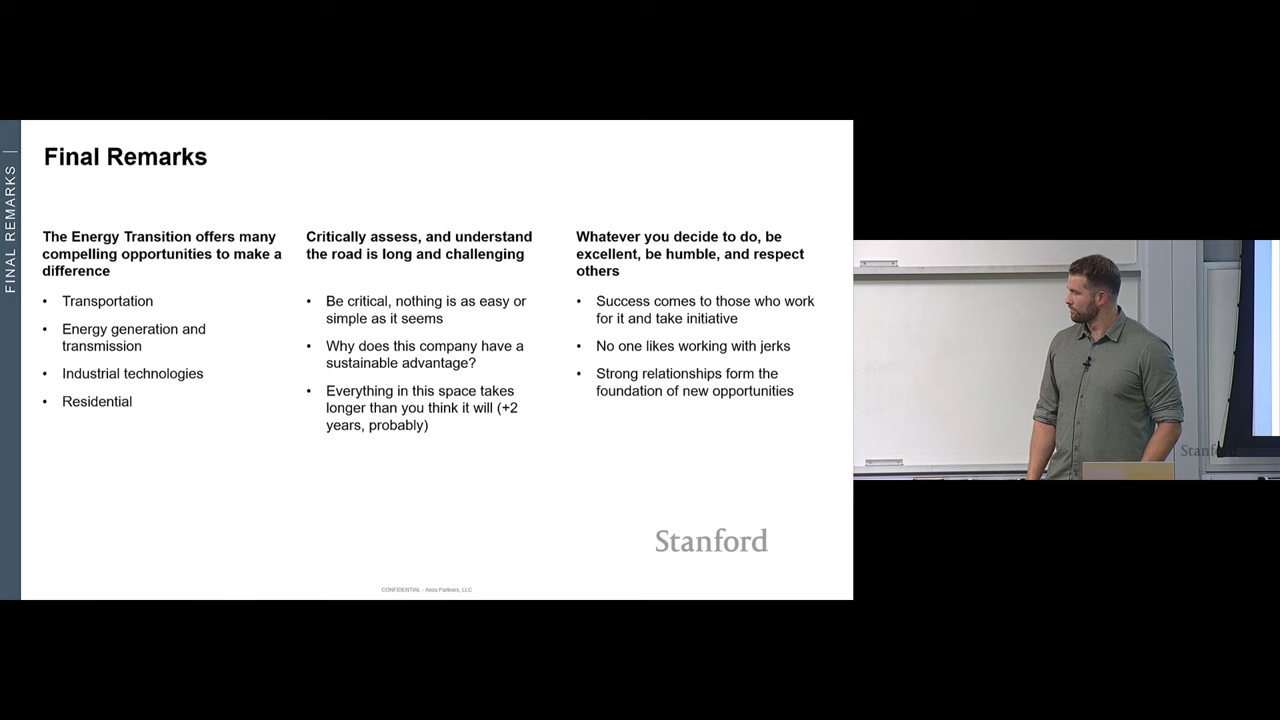 FINAL REMARKS |
Final Remarks
The Energy Transition offers many
compelling opportunities to make a
difference
• Transportation
• Energy generation and
transmission
• Industrial technologies
• Residential
Critically assess, and understand
the road is long and challenging
• Be critical, nothing is as easy or
simple as it seems
• Why does this company have a
sustainable advantage?
• Everything in this space takes
longer than you think it will (+2
years, probably)
Whatever you decide to do, be
excellent, be humble, and respect
others
• Success comes to those who work
for it and take initiative
• No one likes working with jerks
• Strong relationships form the
foundation of new opportunities
Stanford
CONFIDENTIAL - Anzu Partners, LLC
Stanford